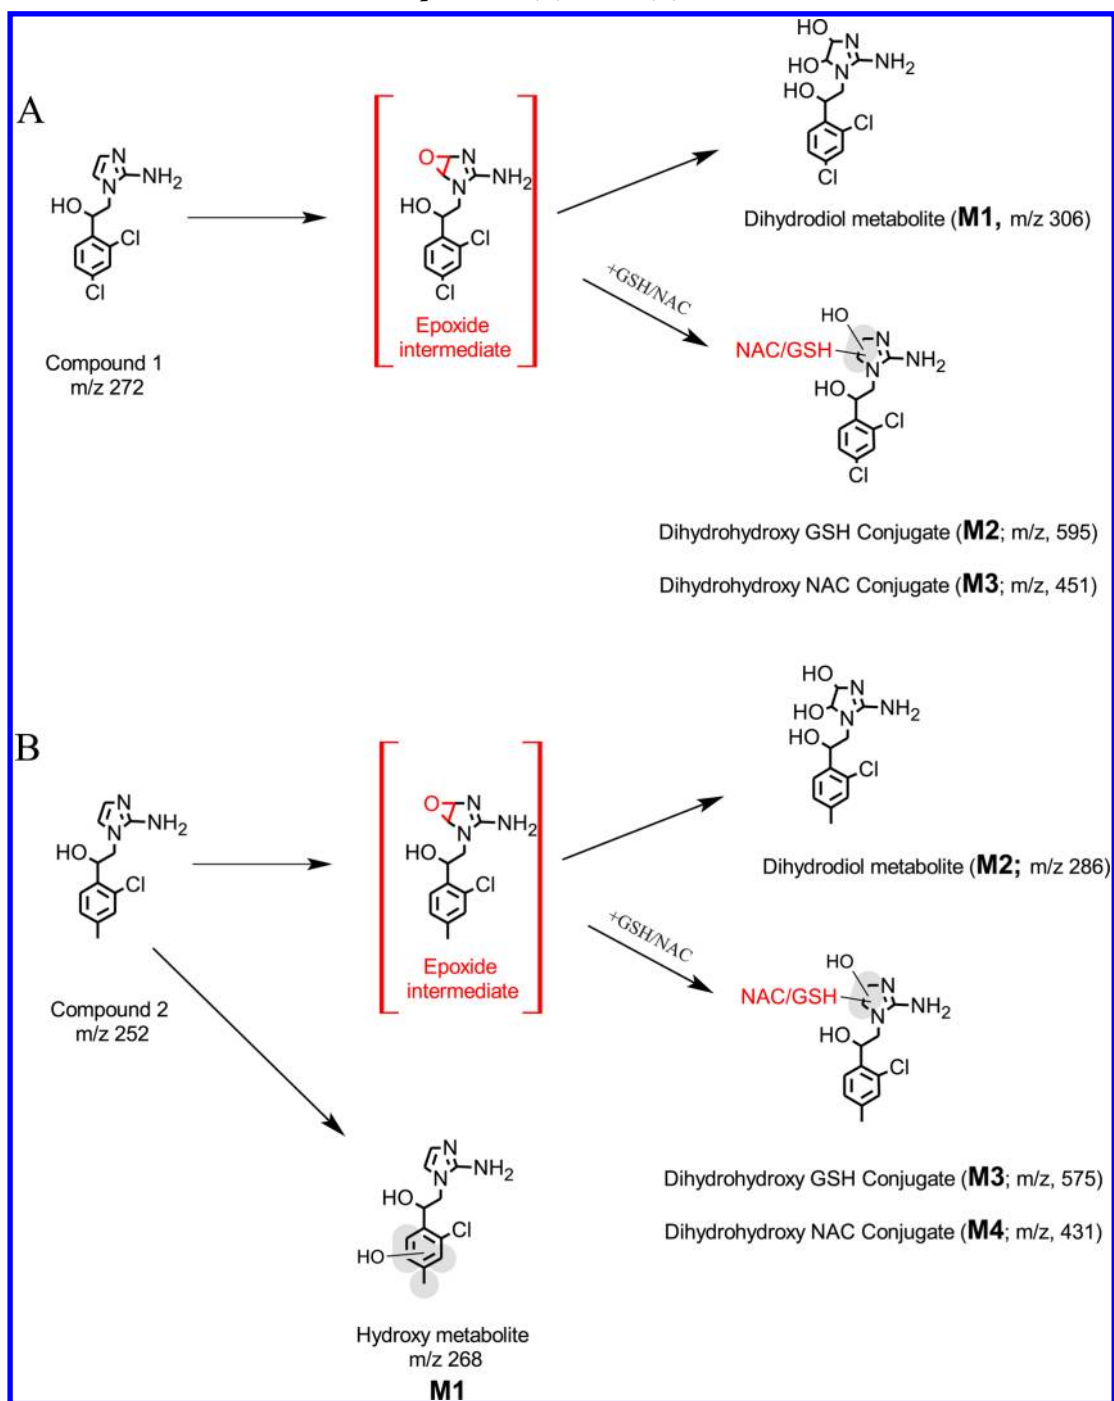 A
N
NH2
N
HO
Cl
Cl
Compound 1
m/z 272
O
N
NH2
N
HO
Cl
Cl
Epoxide
intermediate
HO
N
HO
NH2
N
HO
Cl
Cl
Dihydrodiol metabolite (M1, m/z 306)
+GSH/NAC
HO
N
NAC/GSH
NH2
N
HO
Cl
Cl
Dihydrohydroxy GSH Conjugate (M2; m/z, 595)
Dihydrohydroxy NAC Conjugate (M3; m/z, 451)
B
N
NH2
N
HO
Cl
Compound 2
m/z 252
O
N
NH2
N
HO
Cl
Epoxide
intermediate
HO
N
HO
NH2
N
HO
Cl
Dihydrodiol metabolite (M2; m/z 286)
+GSH/NAC
HO
N
NAC/GSH
NH2
N
HO
Cl
Dihydrohydroxy GSH Conjugate (M3; m/z, 575)
Dihydrohydroxy NAC Conjugate (M4; m/z, 431)
N
NH2
N
HO
Cl
HO
Hydroxy metabolite
m/z 268
M1